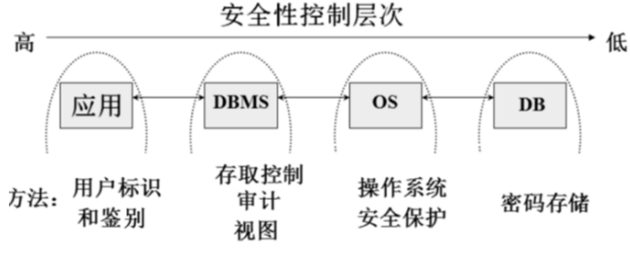 安全性控制层次
高
低
应用
DBMS
OS
DB
方法:
用户标识
和鉴别
存取控制
审计
视图
操作系统
安全保护
密码存储